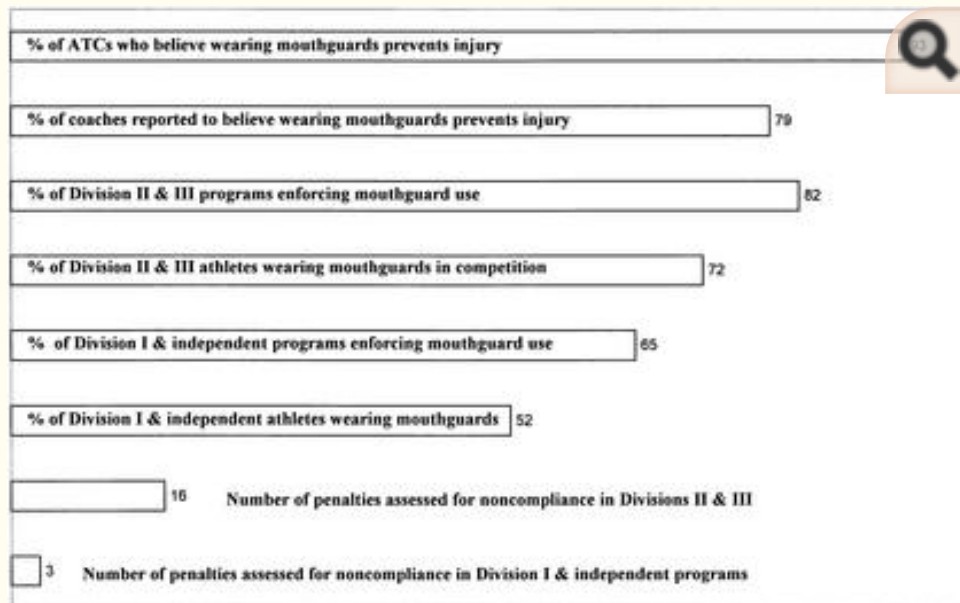 % of ATCs who believe wearing mouthguards prevents injury 93
% of coaches reported to believe wearing mouthguards prevents injury 79
% of Division II & III programs enforcing mouthguard use 82
% of Division II & III athletes wearing mouthguards in competition 72
% of Division I & independent programs enforcing mouthguard use 65
% of Division I & independent athletes wearing mouthguards 52
16 Number of penalties assessed for noncompliance in Divisions II & III
3 Number of penalties assessed for noncompliance in Division I & independent programs